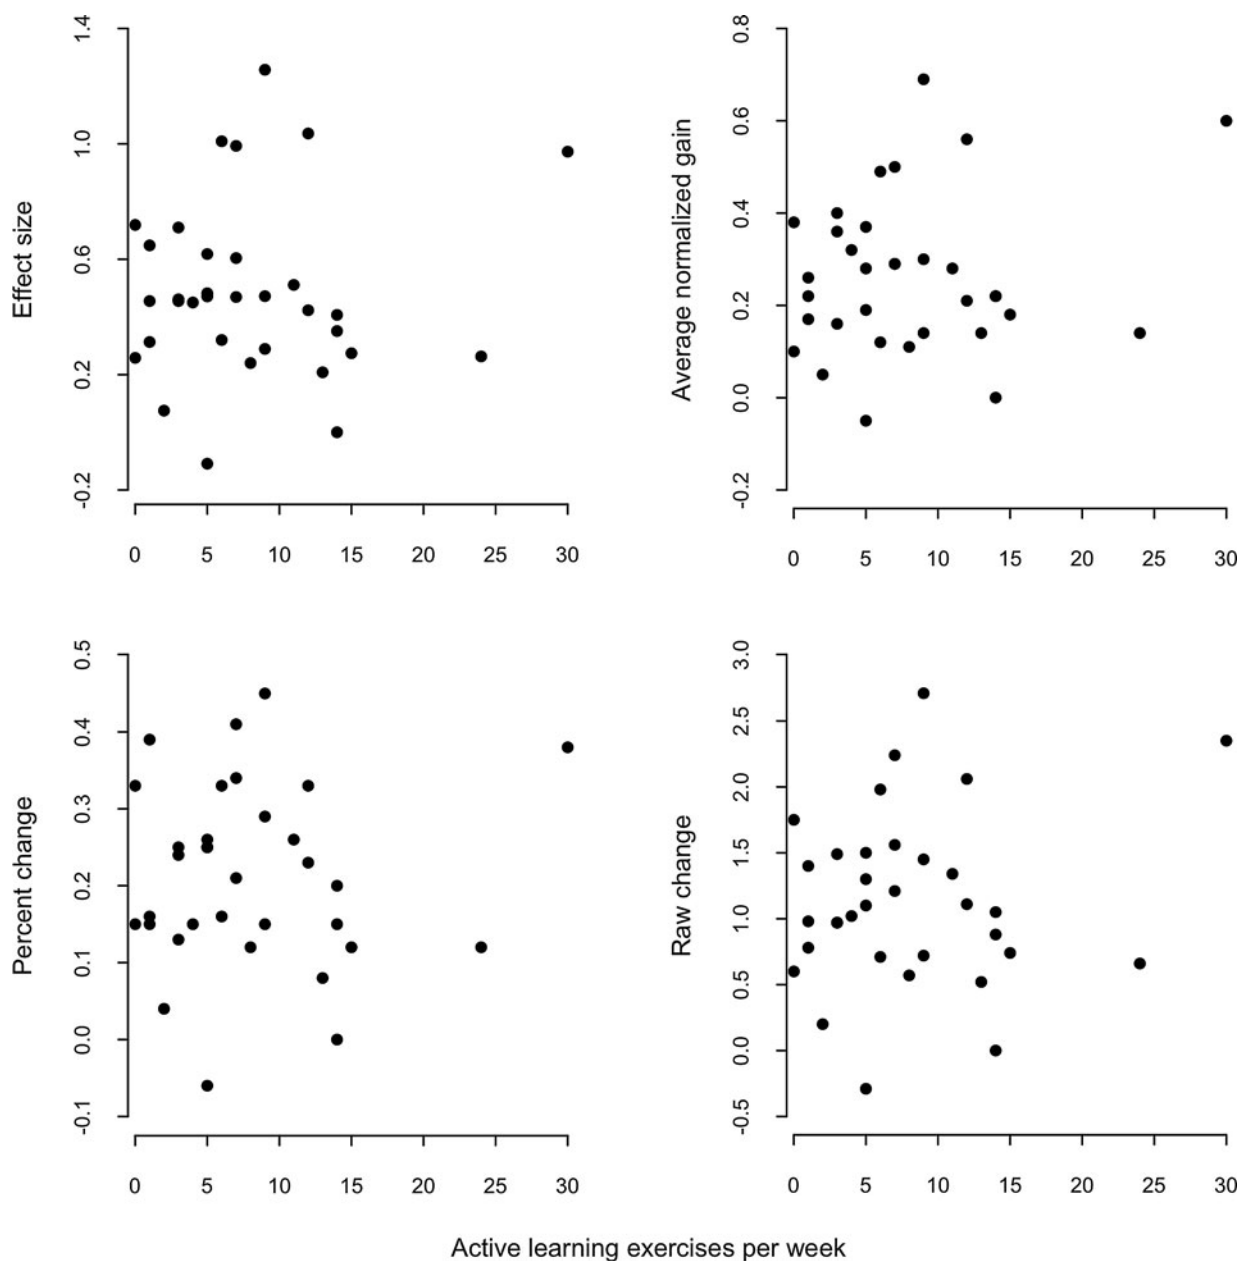 Effect size
1.4
1.0
0.6
0.2
-0.2
0 5 10 15 20 25 30
Average normalized gain
0.8
0.6
0.4
0.2
0.0
-0.2
0 5 10 15 20 25 30
Percent change
0.5
0.4
0.3
0.2
0.1
0.0
-0.1
0 5 10 15 20 25 30
Raw change
3.0
2.5
2.0
1.5
1.0
0.5
0.0
-0.5
0 5 10 15 20 25 30
Active learning exercises per week